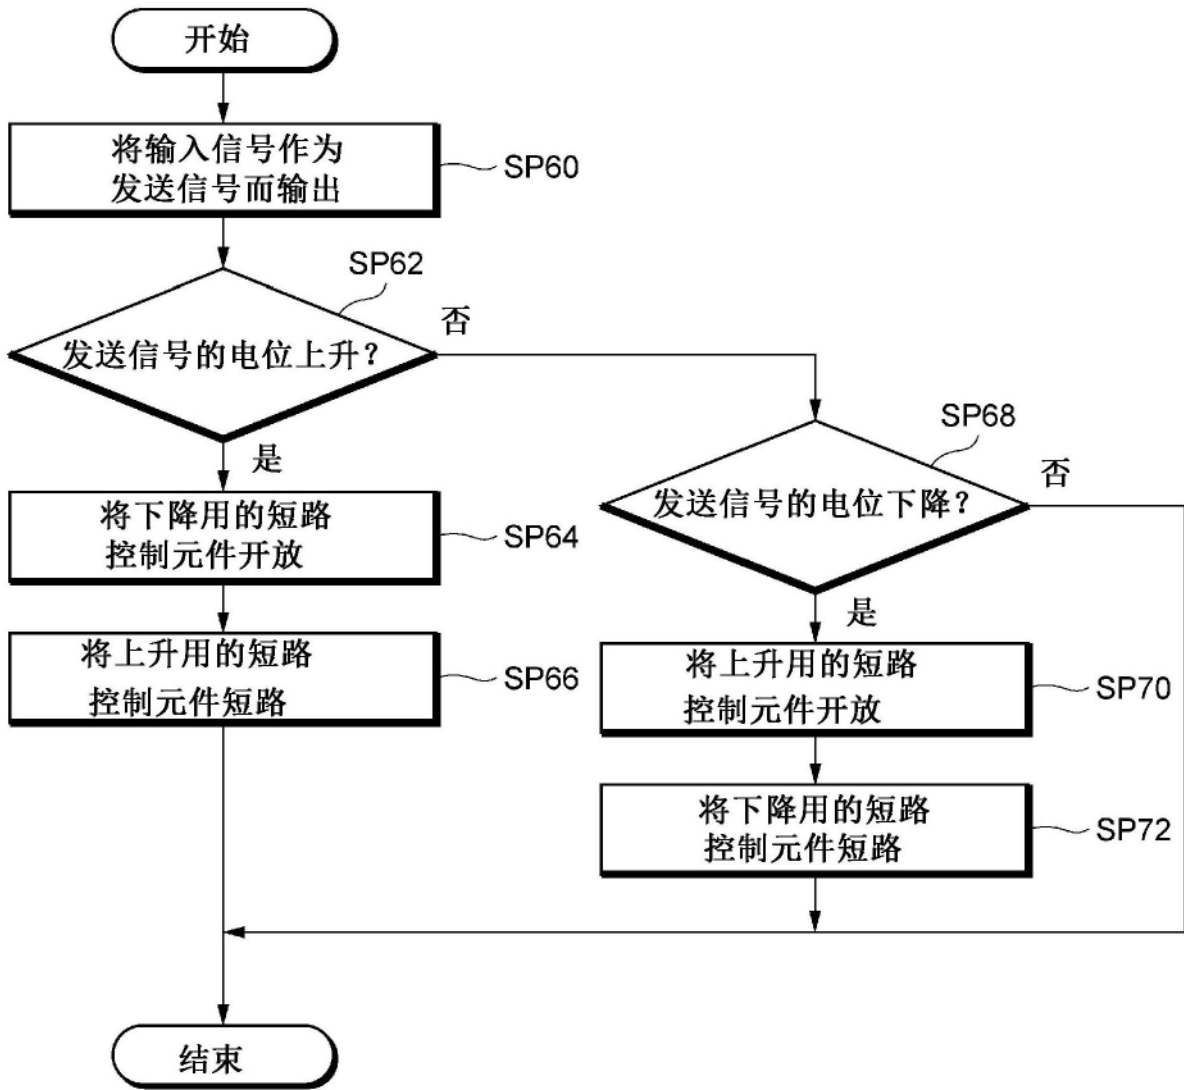 开始
将输入信号作为
发送信号而输出
SP60
SP62
发送信号的电位上升?
否
是
将下降用的短路
控制元件开放
SP64
将上升用的短路
控制元件短路
SP66
SP68
发送信号的电位下降?
否
是
将上升用的短路
控制元件开放
SP70
将下降用的短路
控制元件短路
SP72
结束